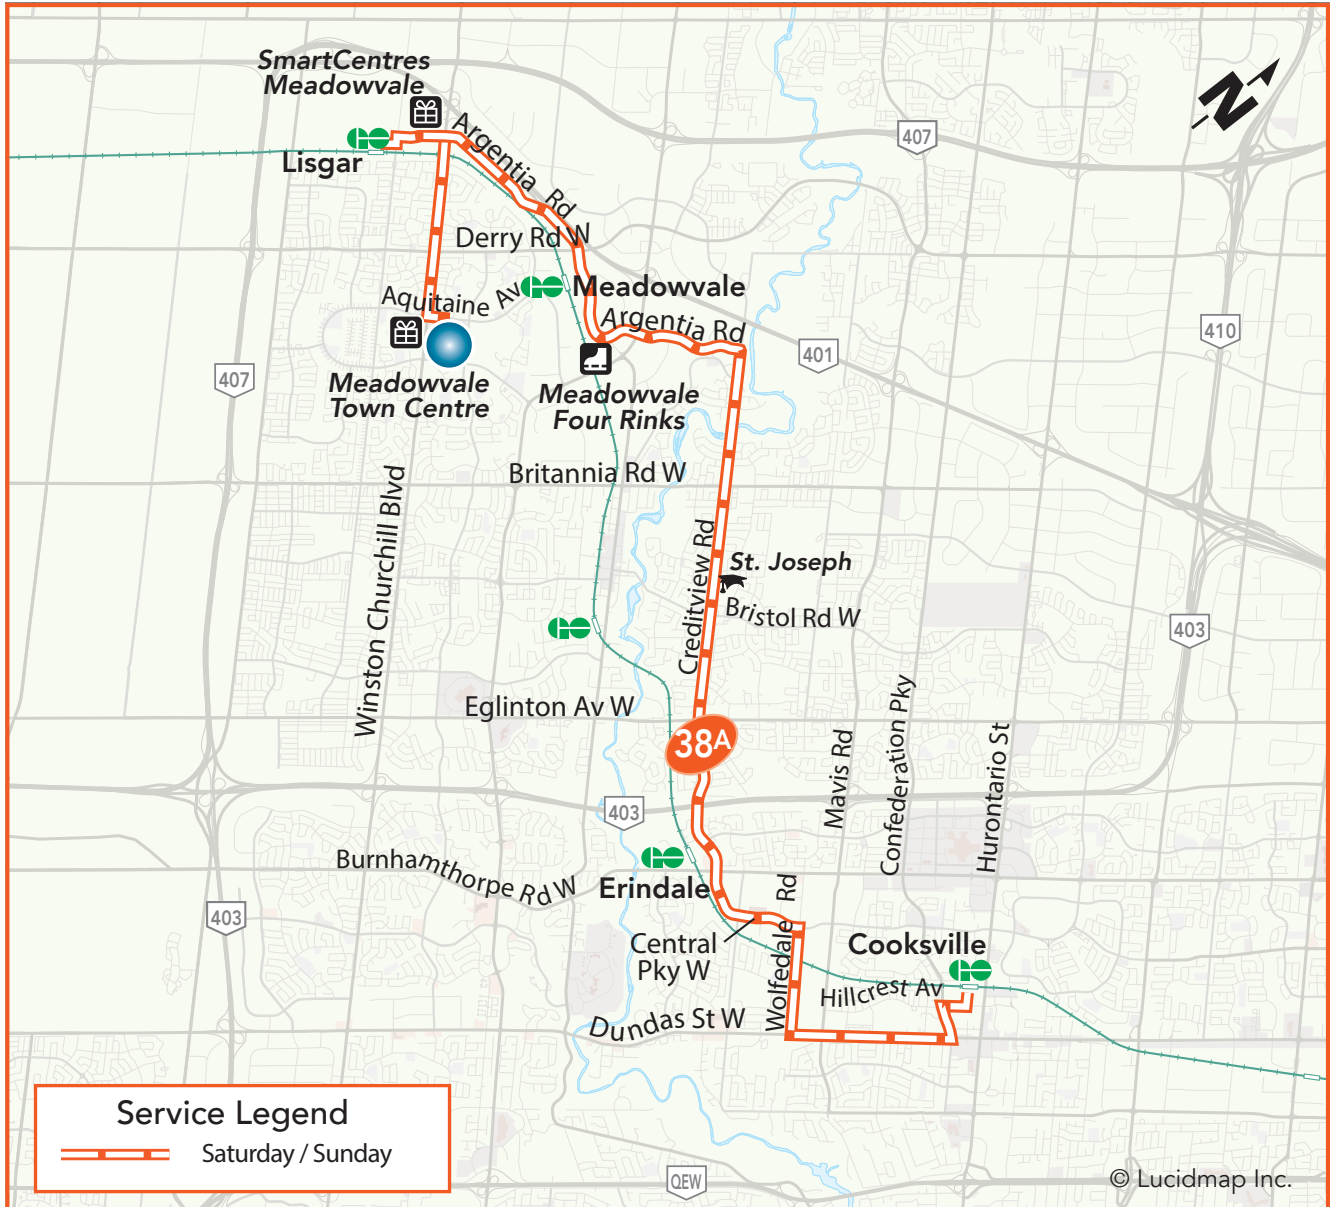 SmartCentres
Meadowvale
N
407
Lisgar
Argentia Rd
Derry Rd W
Meadowvale
Aquitaine Av
Argentia Rd
410
401
407
Meadowvale
Town Centre
Meadowvale
Four Rinks
Britannia Rd W
Winston Churchill Blvd
Creditview Rd
St. Joseph
Bristol Rd W
403
Eglinton Av W
38A
Mavis Rd
Confederation Pky
Hurontario St
403
Burnhamthorpe Rd W
Erindale
403
Central
Pky W
Wolfedale Rd
Cooksville
Hillcrest Av
Dundas St W
Service Legend
Saturday / Sunday
QEW
© Lucidmap Inc.